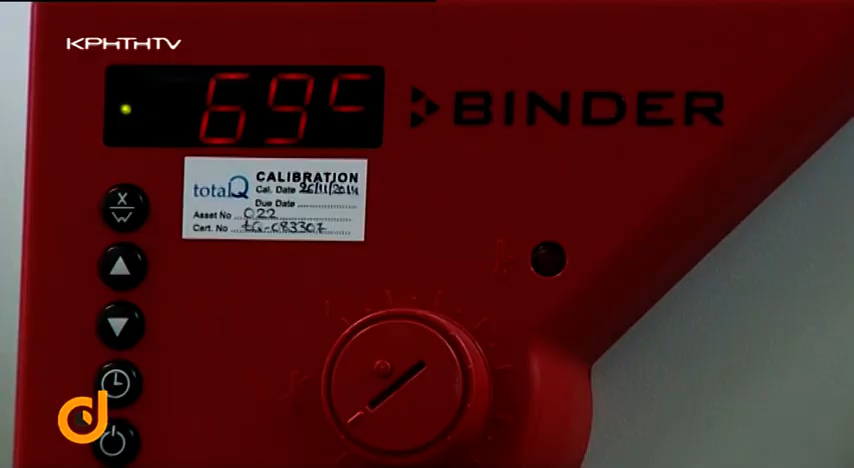 KPHTHTV
69C
BINDER
totalQ
CALIBRATION
Cal. Date 26/11/2014
Due Date
Asset No 022
Cert. No
X/W